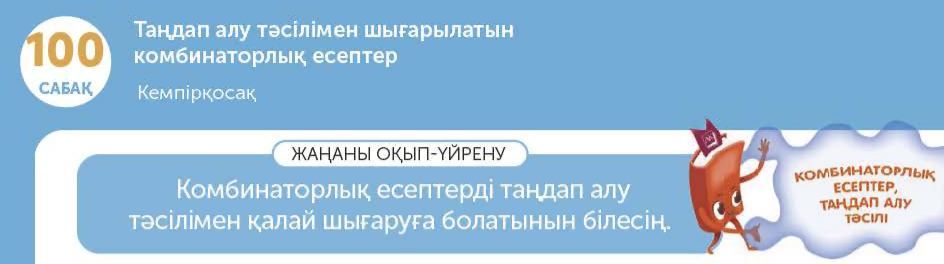 100
САБАҚ
Таңдап алу тәсілімен шығарылатын
комбинаторлық есептер
Кемпірқосақ
ЖАҢАНЫ ОҚЫП-ҮЙРЕНУ
Комбинаторлық есептерді таңдап алу
тәсілімен қалай шығаруға болатынын білесің.
КОМБИНАТОРЛЫҚ
ЕСЕПТЕР,
ТАҢДАП АЛУ
ТӘСІЛІ